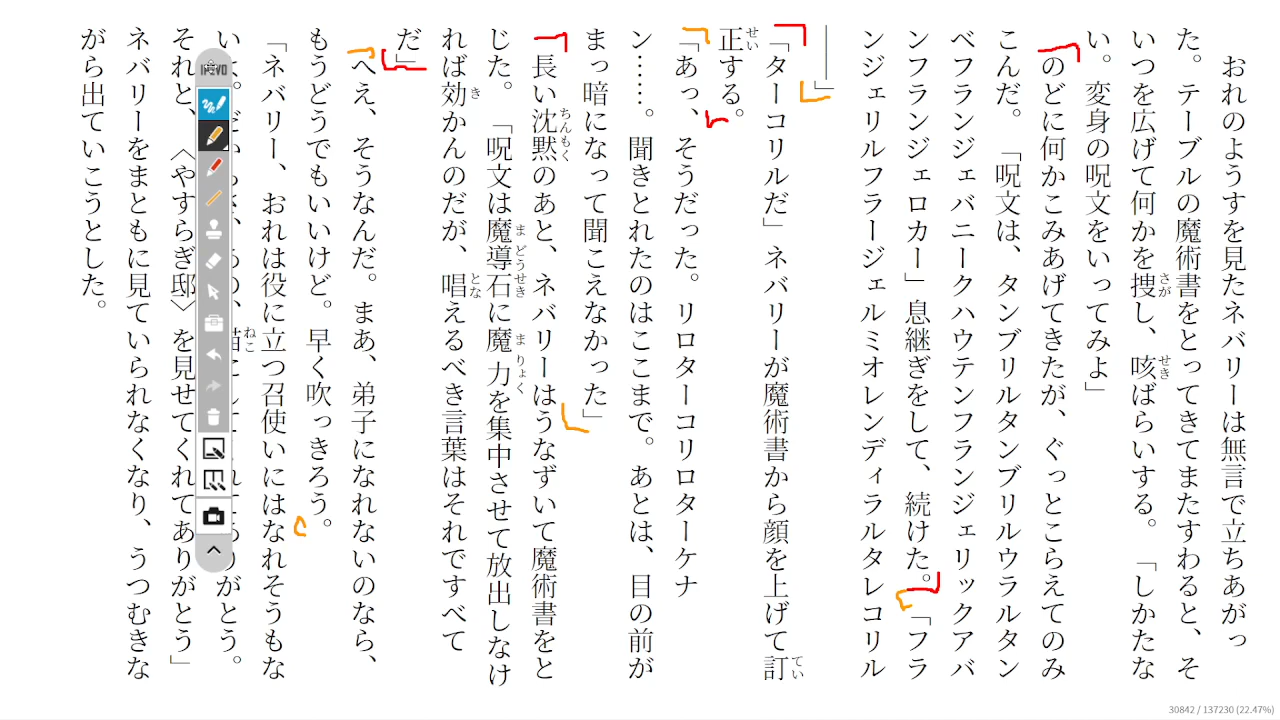 おれのようすを見たネバリーは無言で立ちあがっ
た。テーブルの魔術書をとってきてまたすわると、そ
いつを広げて何かを捜し、咳ばらいする。「しかたな
い。変身の呪文をいってみよ」
のどに何かこみあげてきたが、ぐっとこらえてのみ
こんだ。「呪文は、タンブリルタンブリルウラルタン
ベフランジェバニークハウテンフランジェリックアバ
ンフランジェロカー」息継ぎをして、続けた。「フラ
ンジェリルフラージェルミオレンディラルタレコリル
――」
「ターコリルだ」ネバリーが魔術書から顔を上げて訂
正する。
「あっ、そうだった。リロターコリロターケナ
ン……。聞きとれたのはここまで。あとは、目の前が
まっ暗になって聞こえなかった」
長い沈黙のあと、ネバリーはうなずいて魔術書をと
じた。「呪文は魔導石に魔力を集中させて放出しなけ
れば効かんのだが、唱えるべき言葉はそれですべて
だ」
へえ、そうなんだ。まあ、弟子になれないのなら、
もうどうでもいいけど。早く吹っきろう。
「ネバリー、おれは役に立つ召使いにはなれそうもな
い がとう。
それと、〈やすらぎ邸〉を見せてくれてありがとう」
ネバリーをまともに見ていられなくなり、うつむきな
がら出ていこうとした。
30842 / 137230 (22.47%)